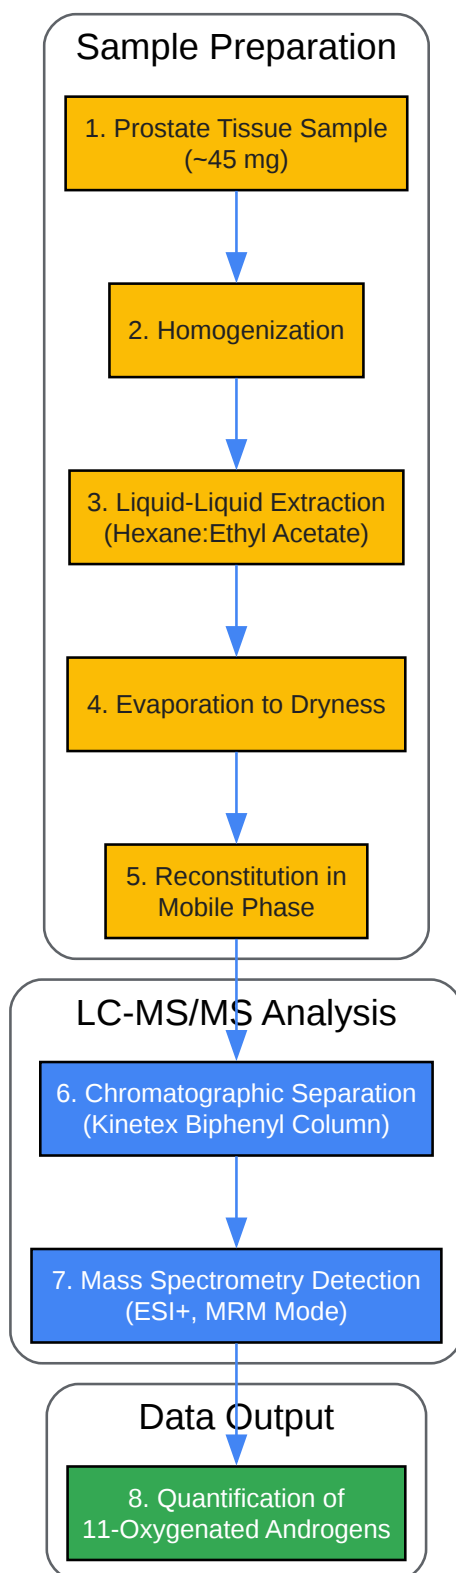 Sample Preparation
1. Prostate Tissue Sample
(~45 mg)
2. Homogenization
3. Liquid-Liquid Extraction
(Hexane:Ethyl Acetate)
4. Evaporation to Dryness
5. Reconstitution in
Mobile Phase
LC-MS/MS Analysis
6. Chromatographic Separation
(Kinetex Biphenyl Column)
7. Mass Spectrometry Detection
(ESI+, MRM Mode)
Data Output
8. Quantification of
11-Oxygenated Androgens